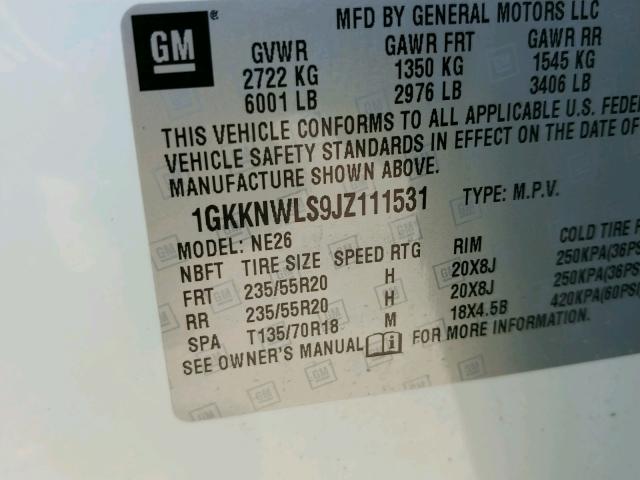 MFD BY GENERAL MOTORS LLC
GM
GVWR GAWR FRT GAWR RR
2722 KG 1350 KG 1545 KG
6001 LB 2976 LB 3406 LB
THIS VEHICLE CONFORMS TO ALL APPLICABLE U.S. FEDE
VEHICLE SAFETY STANDARDS IN EFFECT ON THE DATE OF
MANUFACTURE SHOWN ABOVE.
1GKKNWLS9JZ111531 TYPE: M.P.V.
MODEL: NE26
NBFT TIRE SIZE SPEED RTG RIM COLD TIRE
FRT 235/55R20 H 20X8J 250KPA(36PS
RR 235/55R20 H 20X8J 250KPA(36PS
SPA T135/70R18 M 18X4.5B 420KPA(60PS
SEE OWNER'S MANUAL FOR MORE INFORMATION.